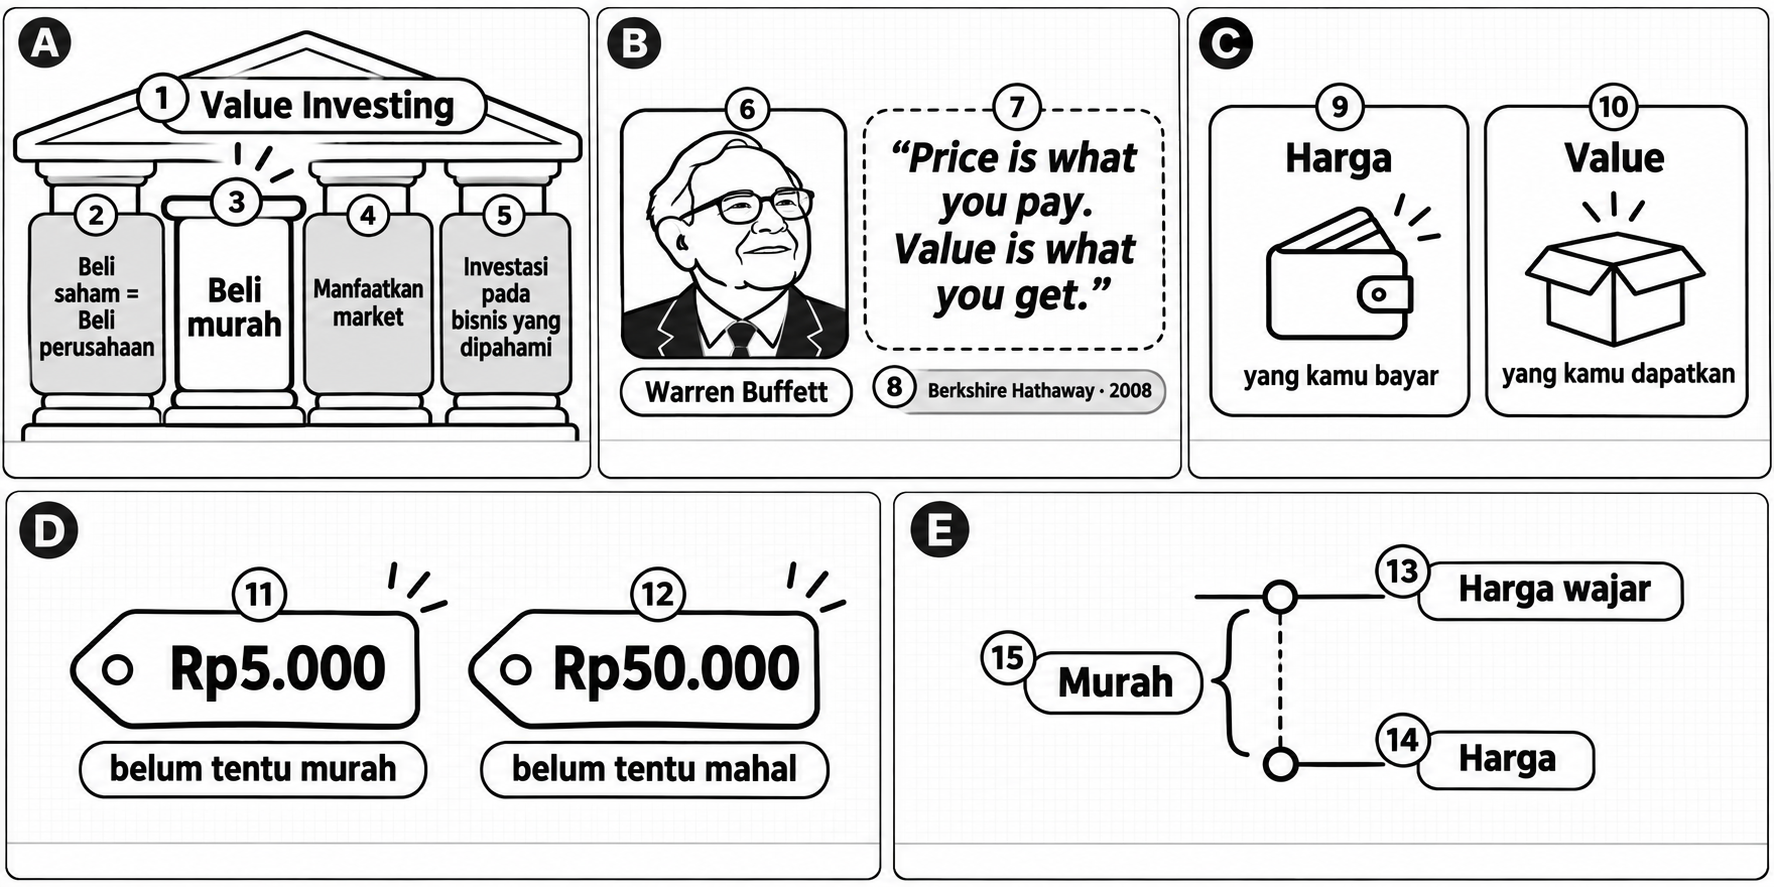 A
1
Value Investing
2
Beli
saham =
Beli
perusahaan
3
Beli
murah
4
Manfaatkan
market
5
Investasi
pada
bisnis yang
dipahami
B
6
Warren Buffett
7
“Price is what
you pay.
Value is what
you get.”
8
Berkshire Hathaway · 2008
C
9
Harga
yang kamu bayar
10
Value
yang kamu dapatkan
D
11
Rp5.000
belum tentu murah
12
Rp50.000
belum tentu mahal
E
13
Harga wajar
15
Murah
14
Harga